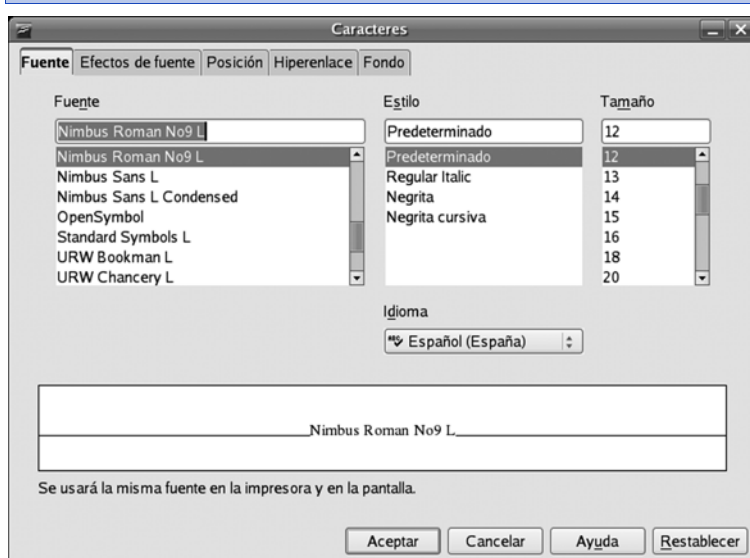 Caracteres
Fuente Efectos de fuente Posición Hiperenlace Fondo
Fuente Estilo Tamaño
Nimbus Roman No9 L Predeterminado 12
Nimbus Roman No9 L Predeterminado 12
Nimbus Sans L Regular Italic 13
Nimbus Sans L Condensed Negrita 14
OpenSymbol Negrita cursiva 15
Standard Symbols L 16
URW Bookman L 18
URW Chancery L 20
Idioma
Español (España)
Nimbus Roman No9 L
Se usará la misma fuente en la impresora y en la pantalla.
Aceptar Cancelar Ayuda Restablecer